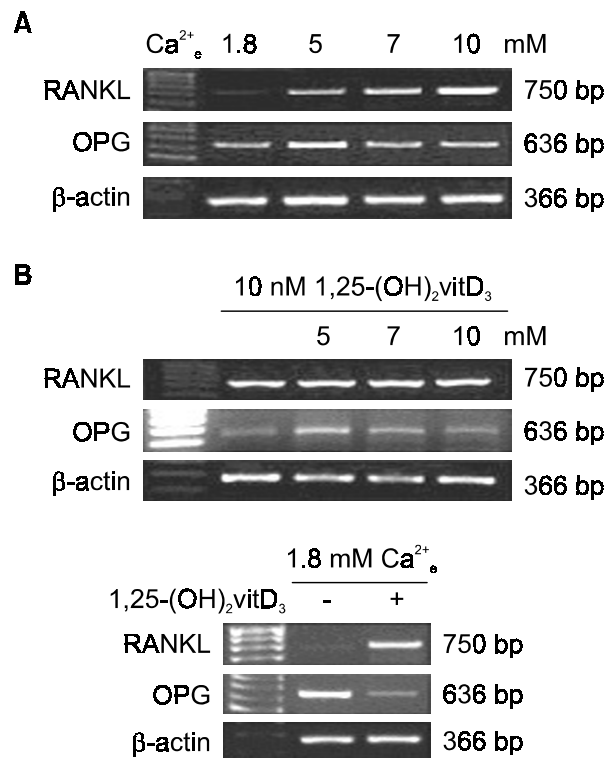 A
Ca²⁺ₑ 1.8 5 7 10 mM
RANKL 750 bp
OPG 636 bp
β-actin 366 bp
B
10 nM 1,25-(OH)₂vitD₃
5 7 10 mM
RANKL 750 bp
OPG 636 bp
β-actin 366 bp
1.8 mM Ca²⁺ₑ
1,25-(OH)₂vitD₃ - +
RANKL 750 bp
OPG 636 bp
β-actin 366 bp